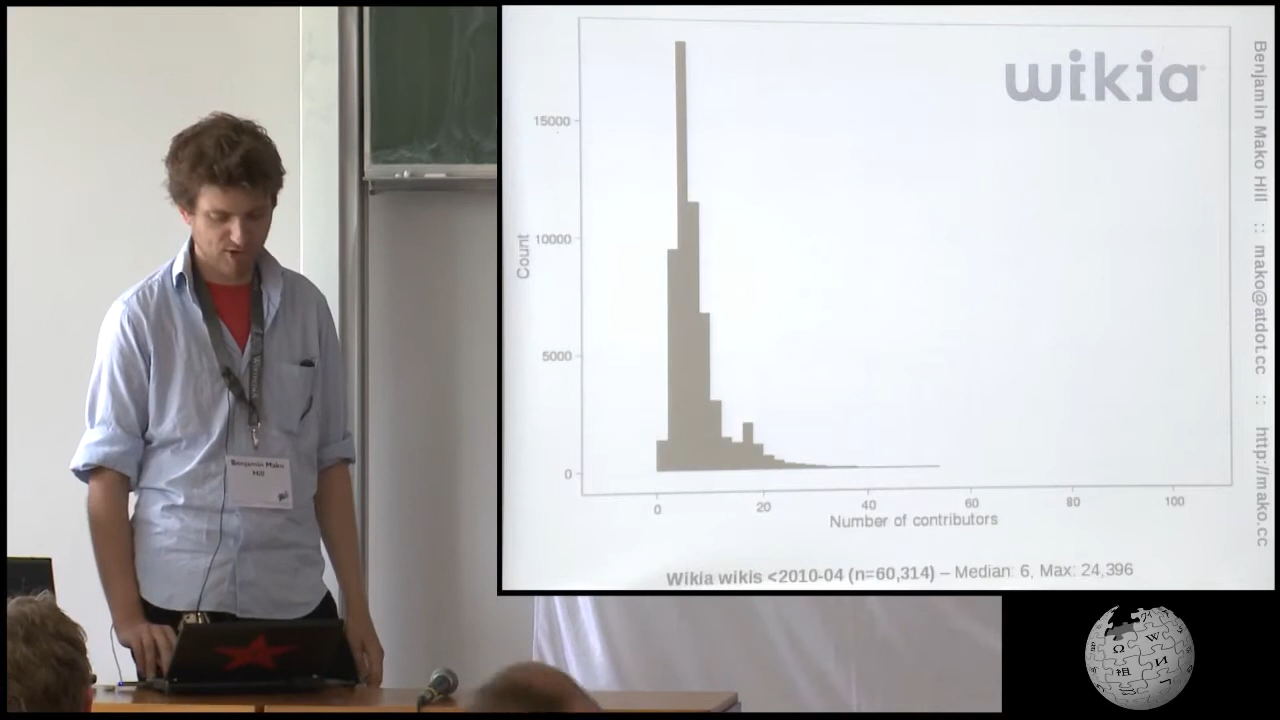 wikia
15000
10000
5000
0
Count
0 20 40 60 80 100
Number of contributors
Wikia wikis <2010-04 (n=60,314) – Median: 6, Max: 24,396
Benjamin Mako Hill :: mako@atdot.cc :: http://mako.cc
Benjamin Mako
Hill
Ω W
祖 И